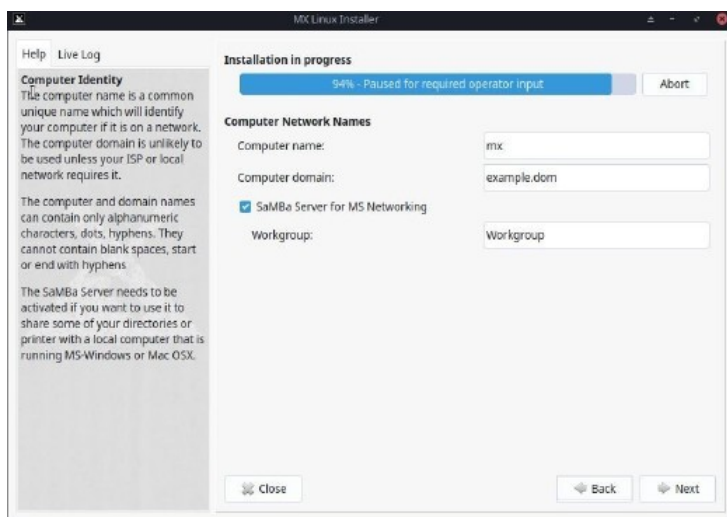 MX Linux Installer
Help Live Log
Computer Identity
The computer name is a common
unique name which will identify
your computer if it is on a network.
The computer domain is unlikely to
be used unless your ISP or local
network requires it.
The computer and domain names
can contain only alphanumeric
characters, dots, hyphens. They
cannot contain blank spaces, start
or end with hyphens
The SaMBa Server needs to be
activated if you want to use it to
share some of your directories or
printer with a local computer that is
running MS-Windows or Mac OSX.
Installation in progress
94% - Paused for required operator input
Abort
Computer Network Names
Computer name: mx
Computer domain: example.dom
SaMBa Server for MS Networking
Workgroup: Workgroup
Close Back Next